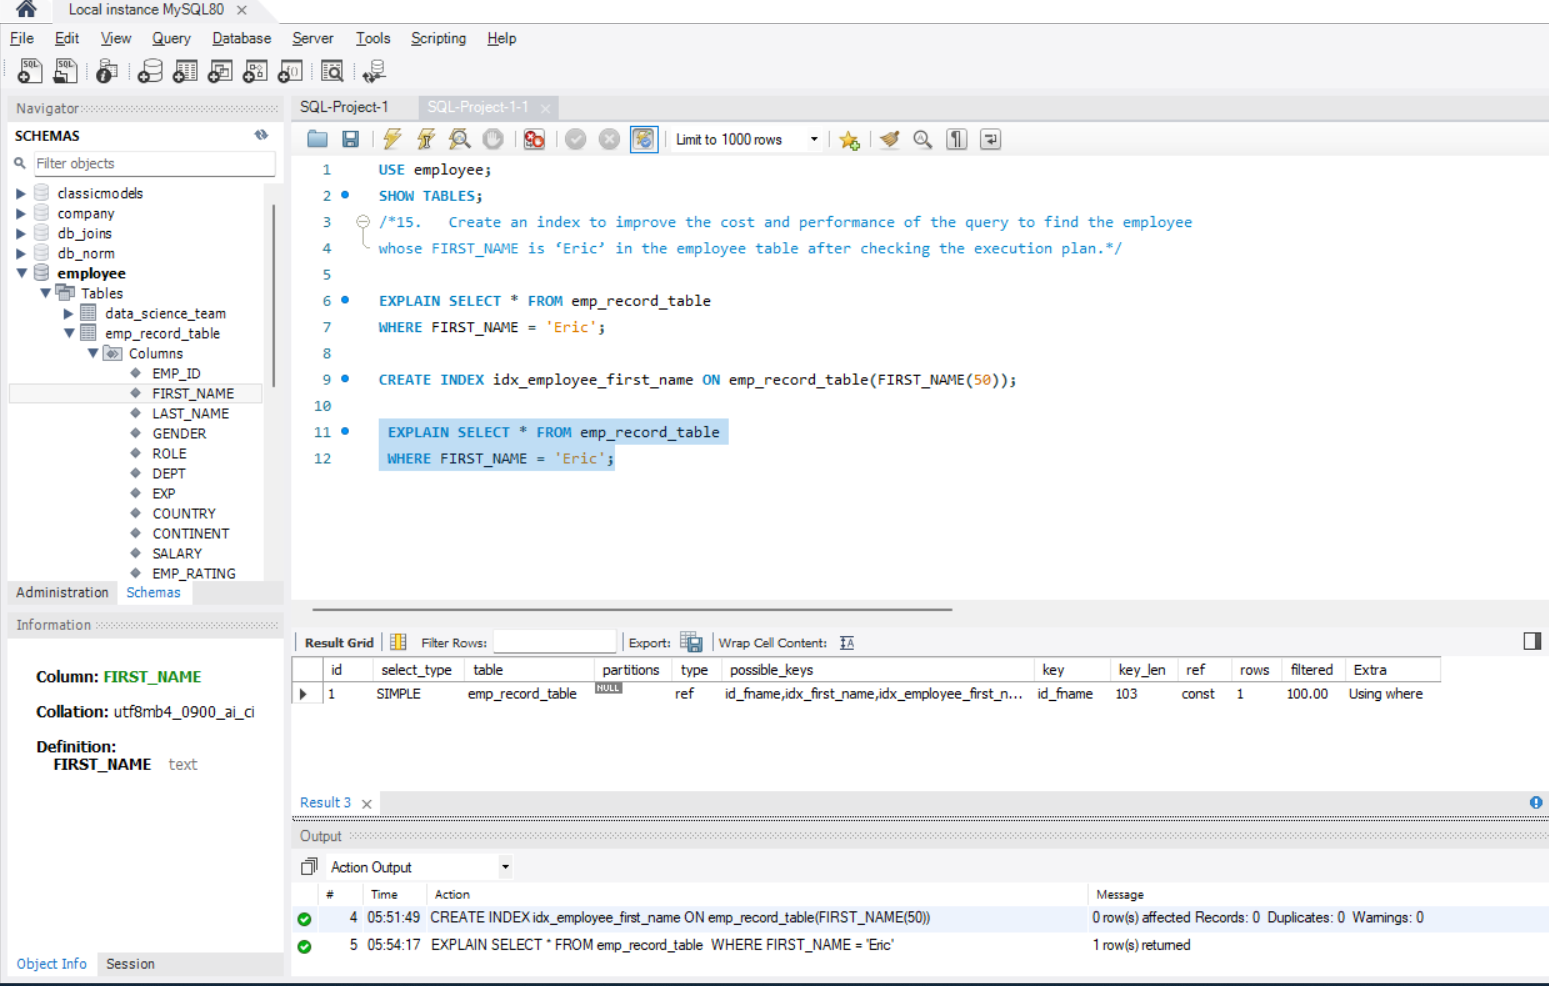 Local instance MySQL80
File Edit View Query Database Server Tools Scripting Help
Navigator
SCHEMAS
Filter objects
classicmodels
company
db_joins
db_norm
employee
Tables
data_science_team
emp_record_table
Columns
EMP_ID
FIRST_NAME
LAST_NAME
GENDER
ROLE
DEPT
EXP
COUNTRY
CONTINENT
SALARY
EMP_RATING
Administration Schemas
Information
Column: FIRST_NAME
Collation: utf8mb4_0900_ai_ci
Definition:
FIRST_NAME text
Object Info Session
SQL-Project-1 SQL-Project-1-1
Limit to 1000 rows
1 USE employee;
2 SHOW TABLES;
3 /*15. Create an index to improve the cost and performance of the query to find the employee
4 whose FIRST_NAME is ‘Eric’ in the employee table after checking the execution plan.*/
5
6 EXPLAIN SELECT * FROM emp_record_table
7 WHERE FIRST_NAME = 'Eric';
8
9 CREATE INDEX idx_employee_first_name ON emp_record_table(FIRST_NAME(50));
10
11 EXPLAIN SELECT * FROM emp_record_table
12 WHERE FIRST_NAME = 'Eric';
Result Grid Filter Rows: Export: Wrap Cell Content:
id select_type table partitions type possible_keys key key_len ref rows filtered Extra
1 SIMPLE emp_record_table NULL ref id_fname,idx_first_name,idx_employee_first_n... id_fname 103 const 1 100.00 Using where
Result 3
Output
Action Output
# Time Action Message
4 05:51:49 CREATE INDEX idx_employee_first_name ON emp_record_table(FIRST_NAME(50)) 0 row(s) affected Records: 0 Duplicates: 0 Warnings: 0
5 05:54:17 EXPLAIN SELECT * FROM emp_record_table WHERE FIRST_NAME = 'Eric' 1 row(s) returned